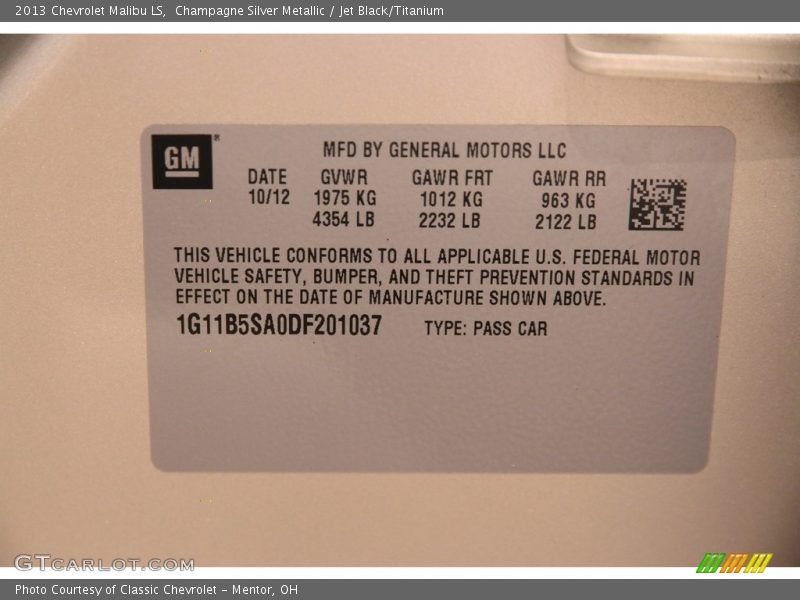 2013 Chevrolet Malibu LS,  Champagne Silver Metallic / Jet Black/Titanium
GM®
MFD BY GENERAL MOTORS LLC
DATE GVWR GAWR FRT GAWR RR
10/12 1975 KG 1012 KG 963 KG
4354 LB 2232 LB 2122 LB
THIS VEHICLE CONFORMS TO ALL APPLICABLE U.S. FEDERAL MOTOR
VEHICLE SAFETY, BUMPER, AND THEFT PREVENTION STANDARDS IN
EFFECT ON THE DATE OF MANUFACTURE SHOWN ABOVE.
1G11B5SA0DF201037 TYPE: PASS CAR
GTCARLOT.COM
Photo Courtesy of Classic Chevrolet - Mentor, OH